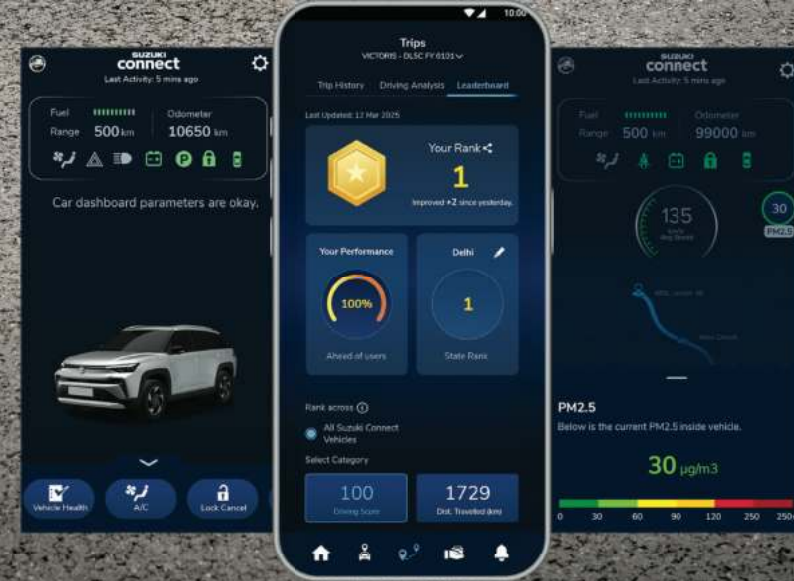 SUZUKI
connect
Last Activity: 5 mins ago
Fuel
Odometer
Range 500 km
10650 km
P
Car dashboard parameters are okay.
Vehicle Health
A/C
Lock Cancel
10:00
Trips
VICTORIS - DL5C FY 0101
Trip History Driving Analysis Leaderboard
Last Updated: 12 Mar 2025
Your Rank
1
Improved +2 since yesterday.
Your Performance
100%
Ahead of users
Delhi
1
State Rank
Rank across
All Suzuki Connect
Vehicles
Select Category
100
Driving Score
1729
Dist. Travelled (km)
SUZUKI
connect
Last Activity: 5 mins ago
Fuel
Odometer
Range 500 km
99000 km
135
30
PM2.5
PM2.5
Below is the current PM2.5 inside vehicle.
30 µg/m3
0 30 60 90 120 250 250+